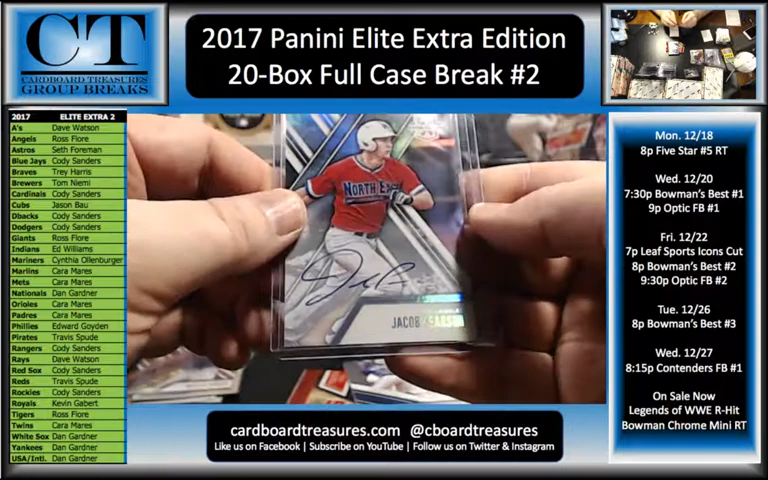 CT
CARDBOARD TREASURES
GROUP BREAKS
2017 Panini Elite Extra Edition
20-Box Full Case Break #2
2017 ELITE EXTRA 2
A's Dave Watson
Angels Ross Flore
Astros Seth Foreman
Blue Jays Cody Sanders
Braves Trey Harris
Brewers Tom Niemi
Cardinals Cody Sanders
Cubs Jason Bau
Dbacks Cody Sanders
Dodgers Cody Sanders
Giants Ross Flore
Indians Ed Williams
Mariners Cynthia Ollenburger
Marlins Cara Mares
Mets Cara Mares
Nationals Dan Gardner
Orioles Cara Mares
Padres Cara Mares
Phillies Edward Goyden
Pirates Travis Spude
Rangers Cody Sanders
Rays Dave Watson
Red Sox Cody Sanders
Reds Travis Spude
Rockies Cody Sanders
Royals Kevin Gabert
Tigers Ross Flore
Twins Cara Mares
White Sox Dan Gardner
Yankees Dan Gardner
USA/Intl. Dan Gardner
NORTH EAST
JACOB PEARSON
Mon. 12/18
8p Five Star #5 RT
Wed. 12/20
7:30p Bowman's Best #1
9p Optic FB #1
Fri. 12/22
7p Leaf Sports Icons Cut
8p Bowman's Best #2
9:30p Optic FB #2
Tue. 12/26
8p Bowman's Best #3
Wed. 12/27
8:15p Contenders FB #1
On Sale Now
Legends of WWE R-Hit
Bowman Chrome Mini RT
cardboardtreasures.com @cboardtreasures
Like us on Facebook | Subscribe on YouTube | Follow us on Twitter & Instagram